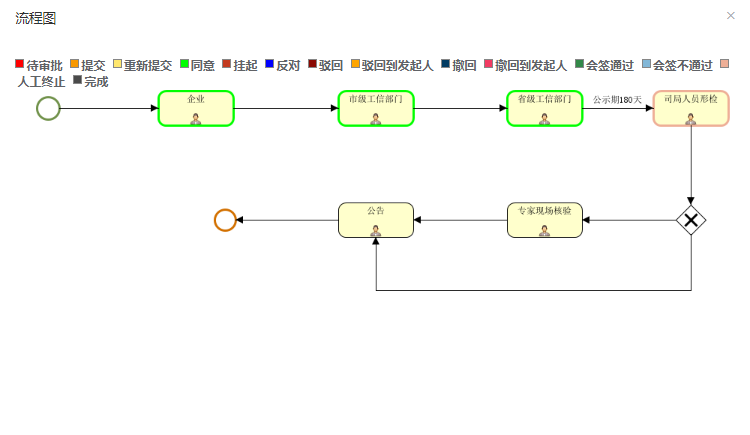 流程图
×
待审批 提交 重新提交 同意 挂起 反对 驳回 驳回到发起人 撤回 撤回到发起人 会签通过 会签不通过
人工终止 完成
企业 市级工信部门 省级工信部门 公示期180天 司局人员形检
公告 专家现场核验